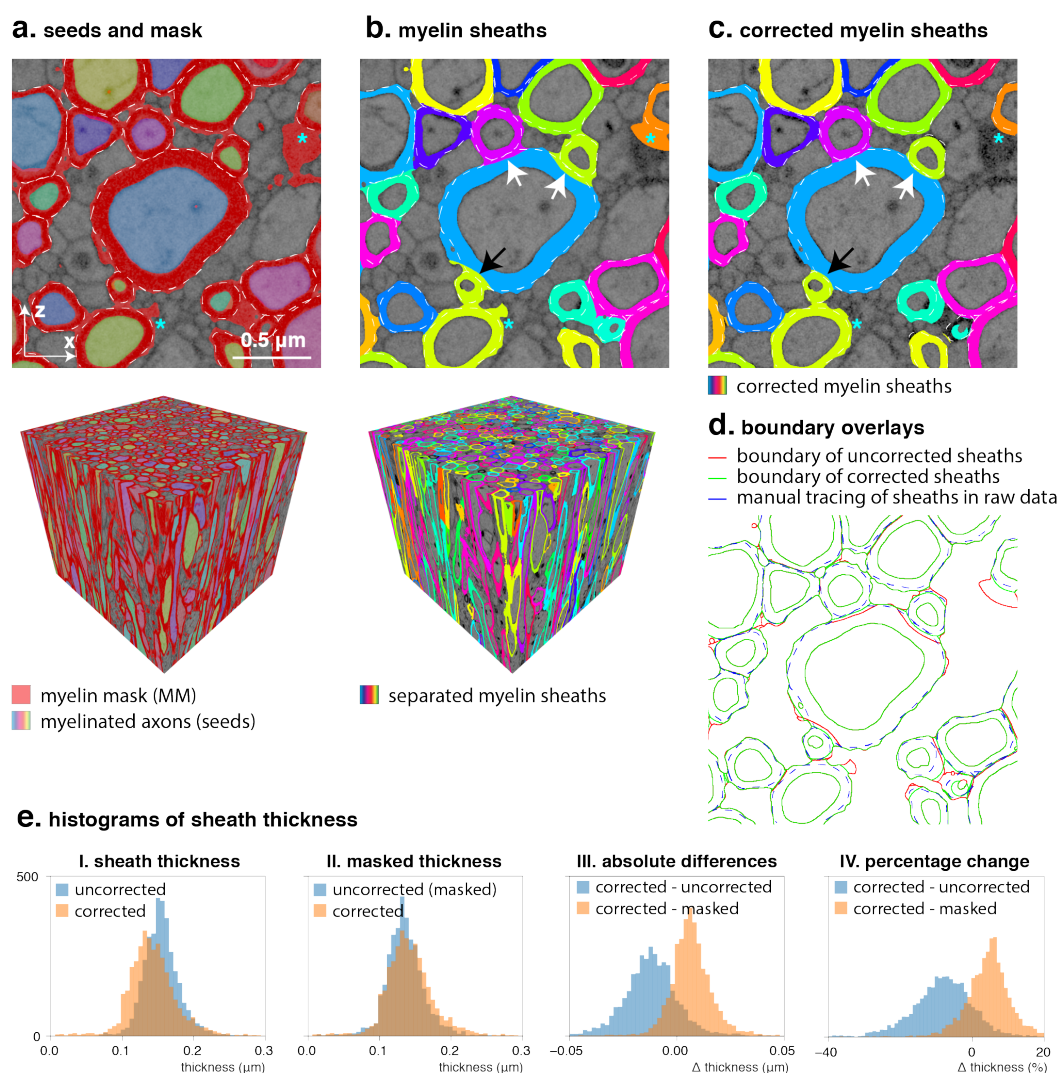 a. seeds and mask
b. myelin sheaths
c. corrected myelin sheaths
*
*
z
x
0.5 µm
*
*
*
*
corrected myelin sheaths
d. boundary overlays
boundary of uncorrected sheaths
boundary of corrected sheaths
manual tracing of sheaths in raw data
myelin mask (MM)
myelinated axons (seeds)
separated myelin sheaths
e. histograms of sheath thickness
I. sheath thickness
500
uncorrected
corrected
0
0.0 0.1 0.2 0.3
thickness (µm)
II. masked thickness
uncorrected (masked)
corrected
0.0 0.1 0.2 0.3
thickness (µm)
III. absolute differences
corrected - uncorrected
corrected - masked
−0.05 0.00 0.05
Δ thickness (µm)
IV. percentage change
corrected - uncorrected
corrected - masked
−40 0 20
Δ thickness (%)